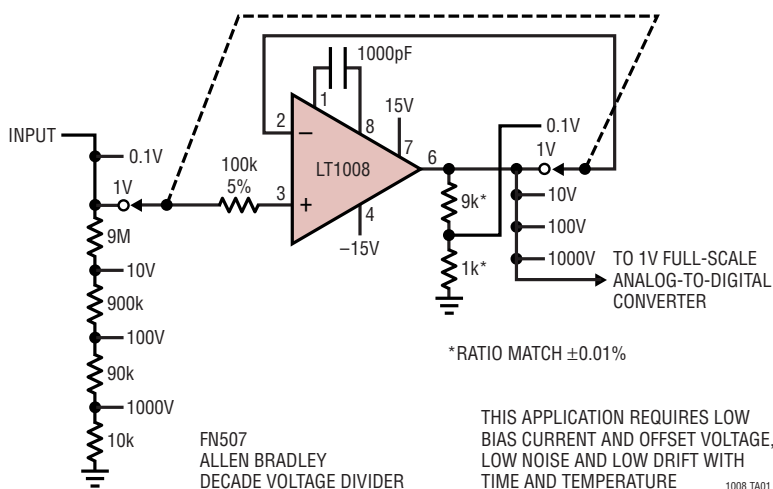 1000pF
1
2
8
15V
7
INPUT
0.1V
0.1V
1V
6
1V
–
LT1008
100k
5%
3
+
4
–15V
9k*
10V
100V
1k*
1000V
TO 1V FULL-SCALE
ANALOG-TO-DIGITAL
CONVERTER
9M
10V
900k
100V
90k
1000V
10k
*RATIO MATCH ±0.01%
FN507
ALLEN BRADLEY
DECADE VOLTAGE DIVIDER
THIS APPLICATION REQUIRES LOW
BIAS CURRENT AND OFFSET VOLTAGE,
LOW NOISE AND LOW DRIFT WITH
TIME AND TEMPERATURE
1008 TA01